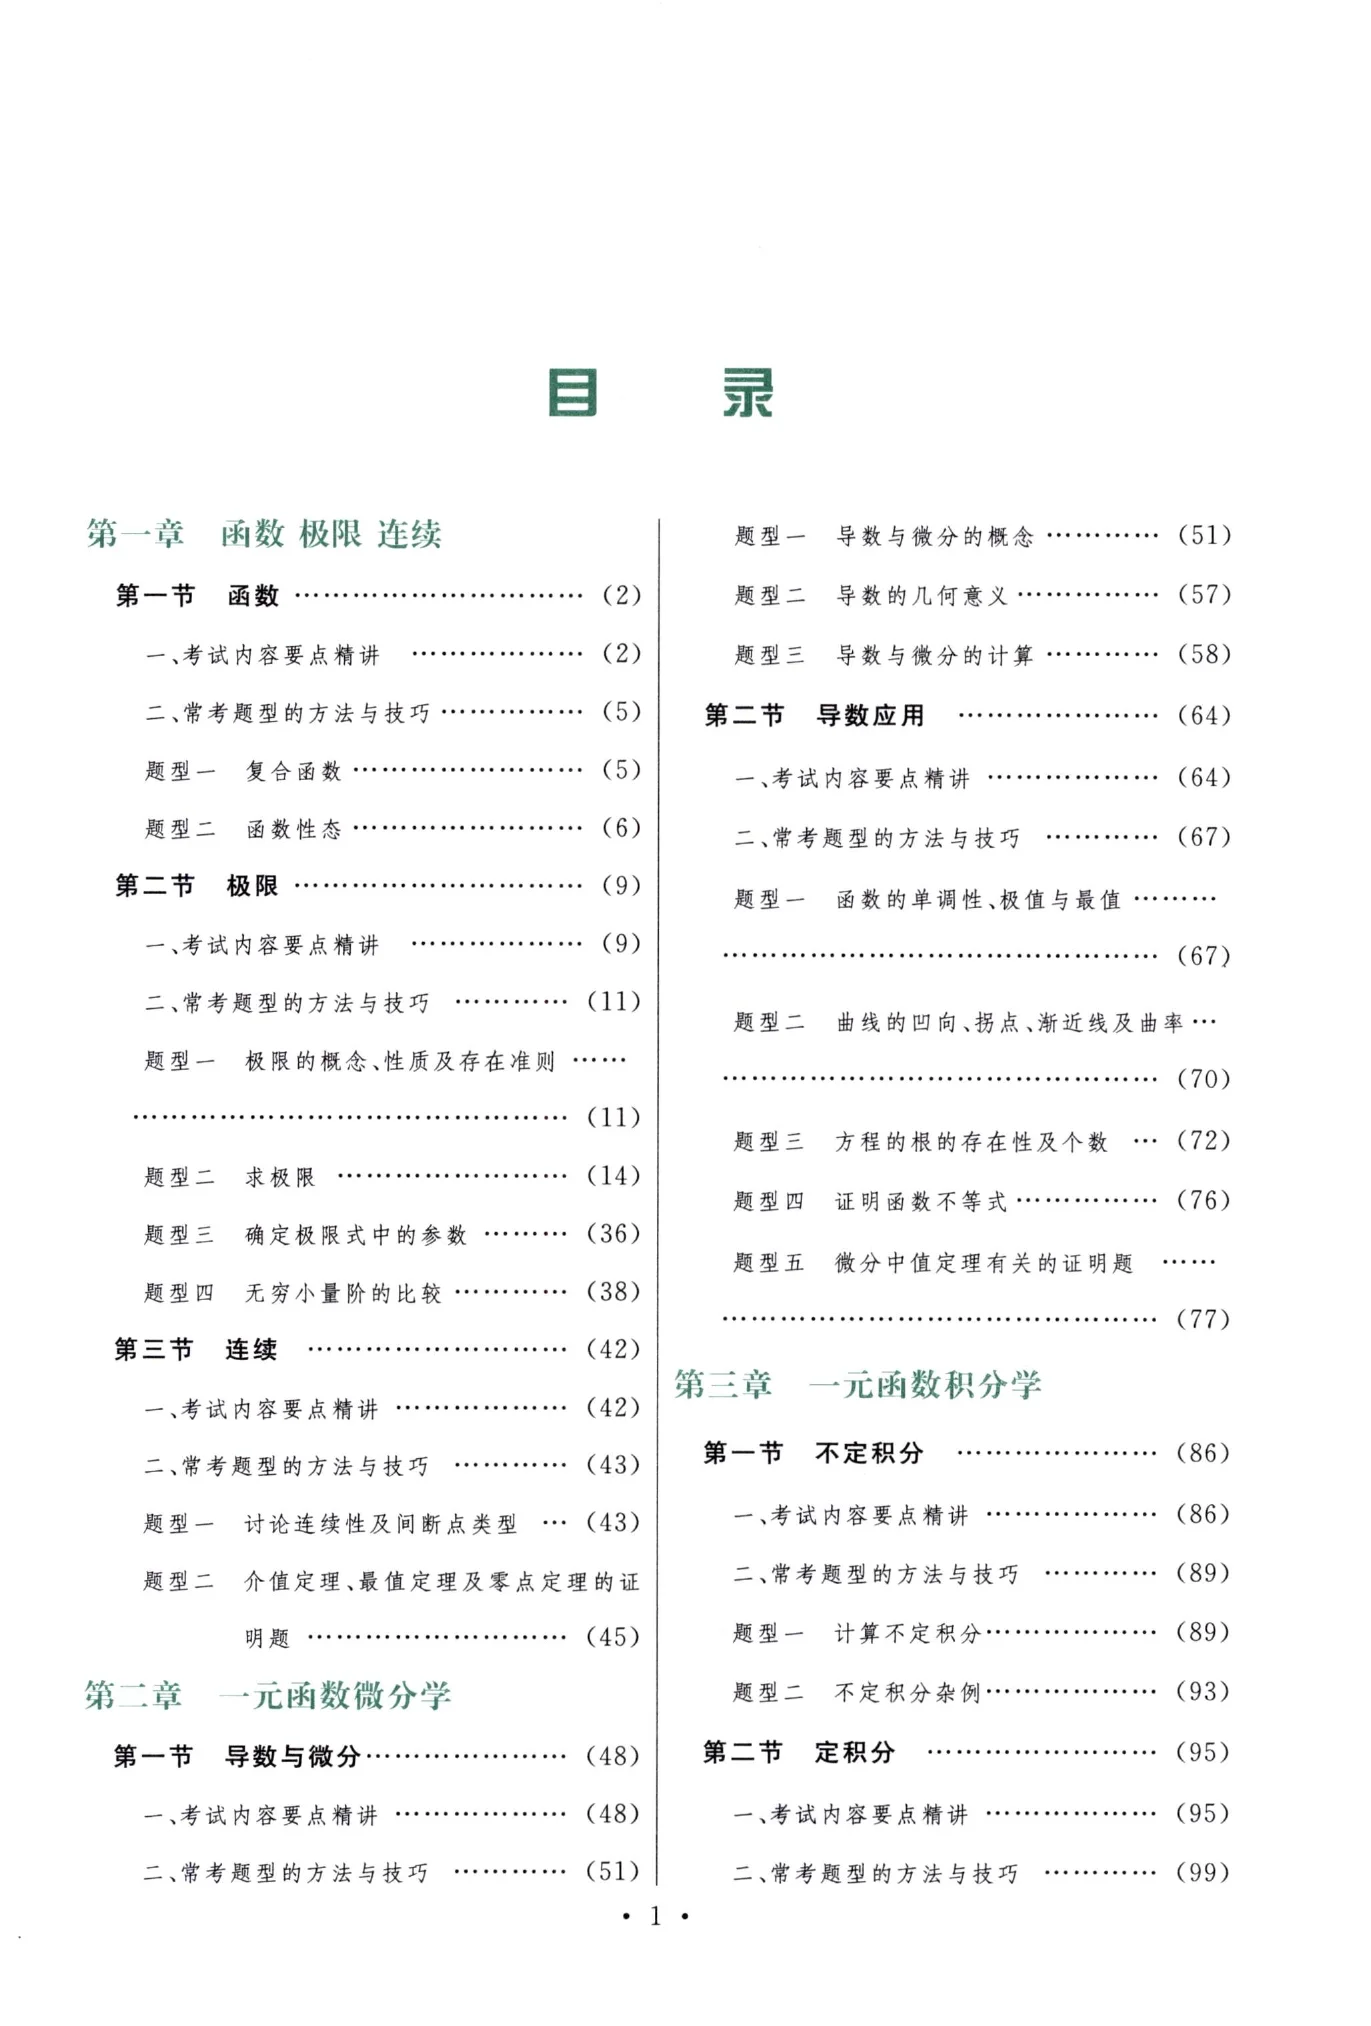 目 录
第一章 函数 极限 连续
第一节 函数 ………………………… (2)
一、考试内容要点精讲 ……………… (2)
二、常考题型的方法与技巧 …………… (5)
题型一 复合函数 …………………… (5)
题型二 函数性态 …………………… (6)
第二节 极限 ………………………… (9)
一、考试内容要点精讲 ……………… (9)
二、常考题型的方法与技巧 ………… (11)
题型一 极限的概念、性质及存在准则 ……
……………………………………… (11)
题型二 求极限 …………………… (14)
题型三 确定极限式中的参数 ……… (36)
题型四 无穷小量阶的比较 ………… (38)
第三节 连续 ……………………… (42)
一、考试内容要点精讲 ……………… (42)
二、常考题型的方法与技巧 ………… (43)
题型一 讨论连续性及间断点类型 … (43)
题型二 介值定理、最值定理及零点定理的证
明题 ……………………… (45)
第二章 一元函数微分学
第一节 导数与微分………………… (48)
一、考试内容要点精讲 ……………… (48)
二、常考题型的方法与技巧 ………… (51)
题型一 导数与微分的概念 ………… (51)
题型二 导数的几何意义 …………… (57)
题型三 导数与微分的计算 ………… (58)
第二节 导数应用 ………………… (64)
一、考试内容要点精讲 ……………… (64)
二、常考题型的方法与技巧 ………… (67)
题型一 函数的单调性、极值与最值 ………
……………………………………… (67)
题型二 曲线的凹向、拐点、渐近线及曲率 …
……………………………………… (70)
题型三 方程的根的存在性及个数 … (72)
题型四 证明函数不等式 …………… (76)
题型五 微分中值定理有关的证明题 ……
……………………………………… (77)
第三章 一元函数积分学
第一节 不定积分 ………………… (86)
一、考试内容要点精讲 ……………… (86)
二、常考题型的方法与技巧 ………… (89)
题型一 计算不定积分……………… (89)
题型二 不定积分杂例……………… (93)
第二节 定积分 …………………… (95)
一、考试内容要点精讲 ……………… (95)
二、常考题型的方法与技巧 ………… (99)
• 1 •